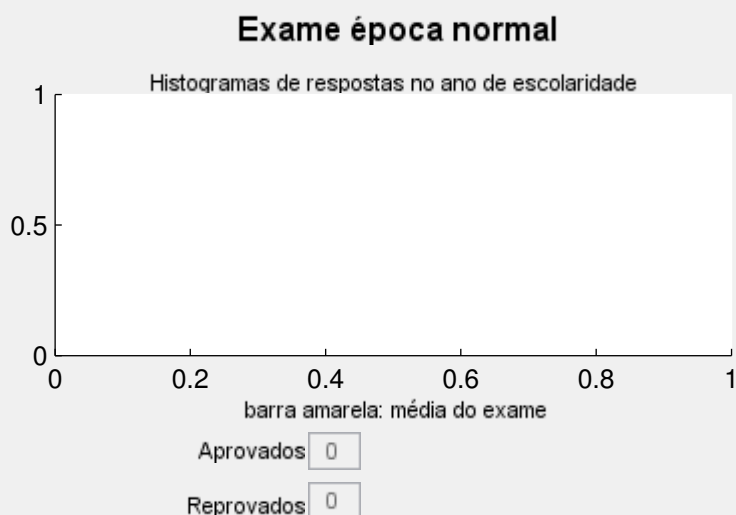 Exame época normal
Histogramas de respostas no ano de escolaridade
1
0.5
0
0 0.2 0.4 0.6 0.8 1
barra amarela: média do exame
Aprovados 0
Reprovados 0